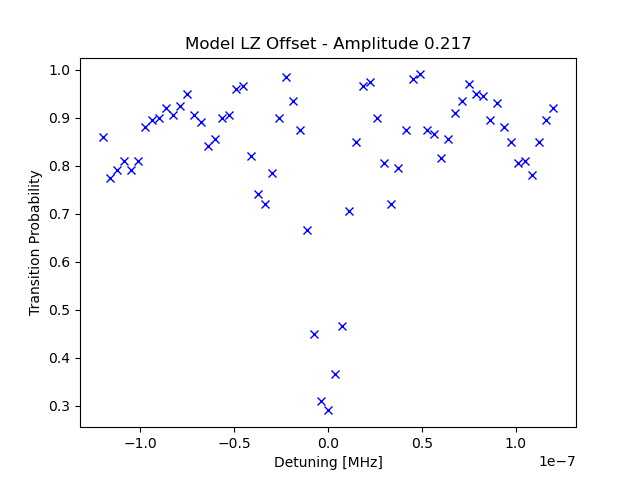 Model LZ Offset - Amplitude 0.217
1.0
0.9
0.8
0.7
0.6
0.5
0.4
0.3
Transition Probability
−1.0 −0.5 0.0 0.5 1.0
1e−7
Detuning [MHz]